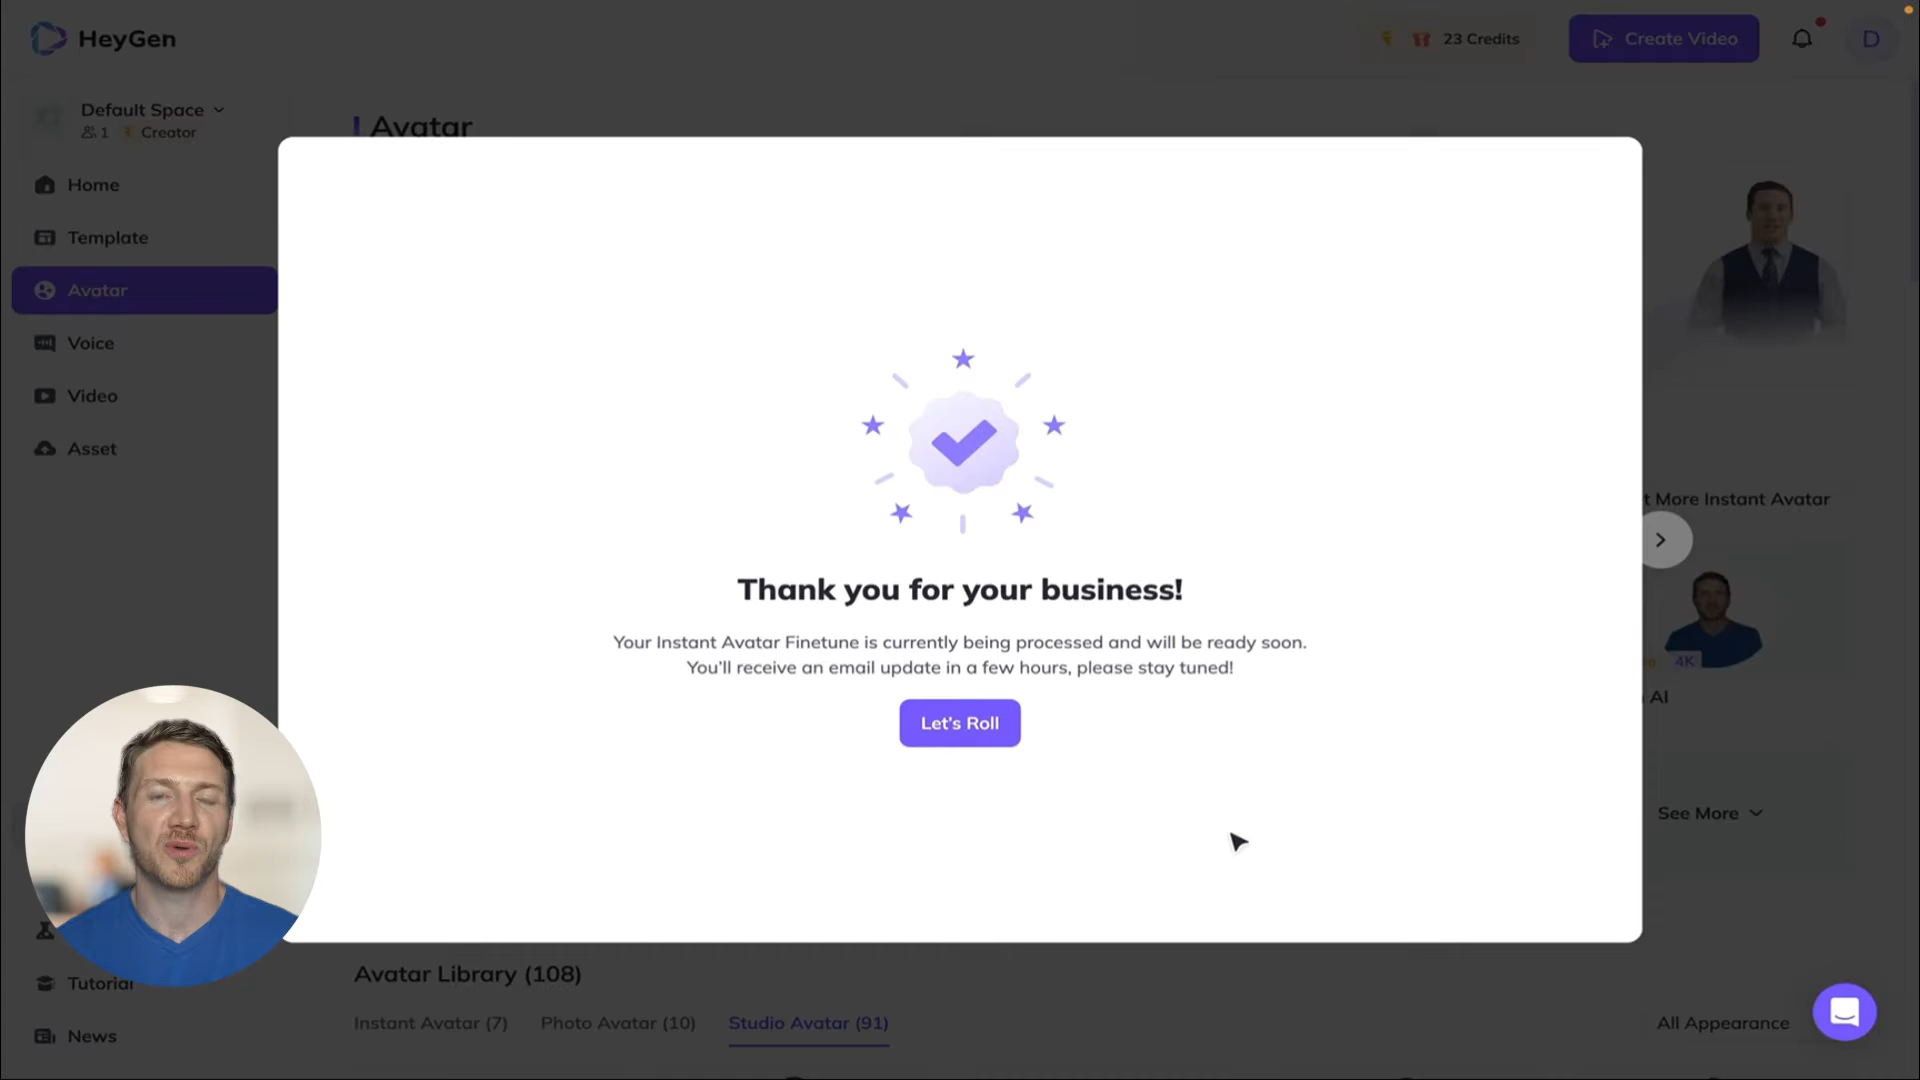 HeyGen
23 Credits
Create Video
D
Default Space
1 Creator
Avatar
Home
Template
Avatar
Voice
Video
Asset
Thank you for your business!
Your Instant Avatar Finetune is currently being processed and will be ready soon.
You'll receive an email update in a few hours, please stay tuned!
Let's Roll
t More Instant Avatar
4K
AI
See More
Avatar Library (108)
Tutorial
Instant Avatar (7)
Photo Avatar (10)
Studio Avatar (91)
All Appearance
News